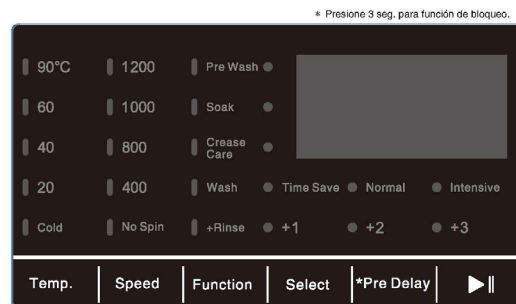 * Presione 3 seg. para función de bloqueo.
90°C 1200 Pre Wash
60 1000 Soak
40 800 Crease Care
20 400 Wash Time Save Normal Intensive
Cold No Spin +Rinse +1 +2 +3
Temp. Speed Function Select *Pre Delay